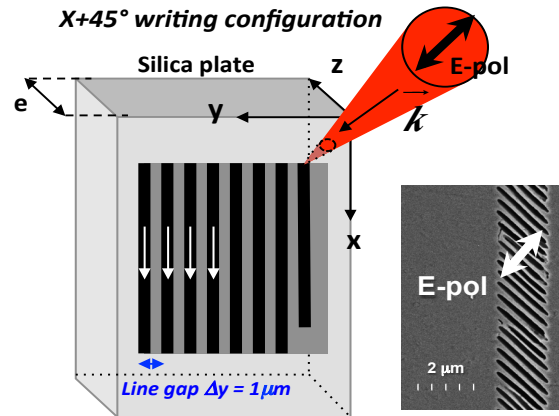 X+45° writing configuration
E-pol
Silica plate
z
e
y
k
x
E-pol
2 μm
Line gap Δy = 1μm